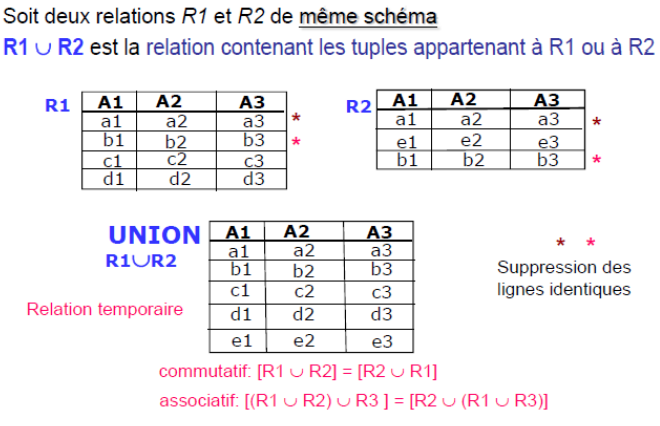 Soit deux relations R1 et R2 de même schéma
R1 ∪ R2 est la relation contenant les tuples appartenant à R1 ou à R2
R1
A1 A2 A3
a1 a2 a3 *
b1 b2 b3 *
c1 c2 c3
d1 d2 d3
R2
A1 A2 A3
a1 a2 a3 *
e1 e2 e3
b1 b2 b3 *
UNION
R1∪R2
Relation temporaire
A1 A2 A3
a1 a2 a3
b1 b2 b3
c1 c2 c3
d1 d2 d3
e1 e2 e3
* *
Suppression des
lignes identiques
commutatif: [R1 ∪ R2] = [R2 ∪ R1]
associatif: [(R1 ∪ R2) ∪ R3 ] = [R2 ∪ (R1 ∪ R3)]